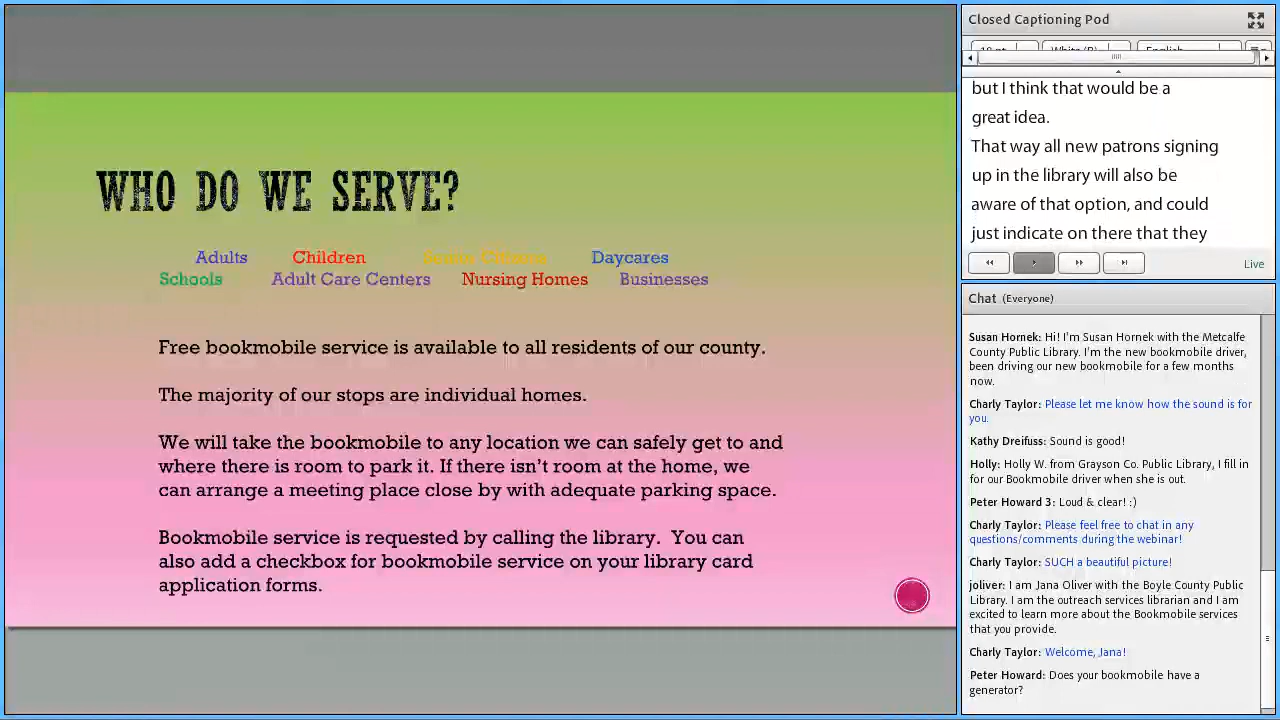 WHO DO WE SERVE?
Adults Children Senior Citizens Daycares
Schools Adult Care Centers Nursing Homes Businesses
Free bookmobile service is available to all residents of our county.
The majority of our stops are individual homes.
We will take the bookmobile to any location we can safely get to and
where there is room to park it. If there isn't room at the home, we
can arrange a meeting place close by with adequate parking space.
Bookmobile service is requested by calling the library. You can
also add a checkbox for bookmobile service on your library card
application forms.
Closed Captioning Pod
English
but I think that would be a
great idea.
That way all new patrons signing
up in the library will also be
aware of that option, and could
just indicate on there that they
Live
Chat (Everyone)
Susan Hornek: Hi! I'm Susan Hornek with the Metcalfe
County Public Library. I'm the new bookmobile driver,
been driving our new bookmobile for a few months
now.
Charly Taylor: Please let me know how the sound is for
you.
Kathy Dreifuss: Sound is good!
Holly: Holly W. from Grayson Co. Public Library, I fill in
for our Bookmobile driver when she is out.
Peter Howard 3: Loud & clear! :)
Charly Taylor: Please feel free to chat in any
questions/comments during the webinar!
Charly Taylor: SUCH a beautiful picture!
joliver: I am Jana Oliver with the Boyle County Public
Library. I am the outreach services librarian and I am
excited to learn more about the Bookmobile services
that you provide.
Charly Taylor: Welcome, Jana!
Peter Howard: Does your bookmobile have a
generator?